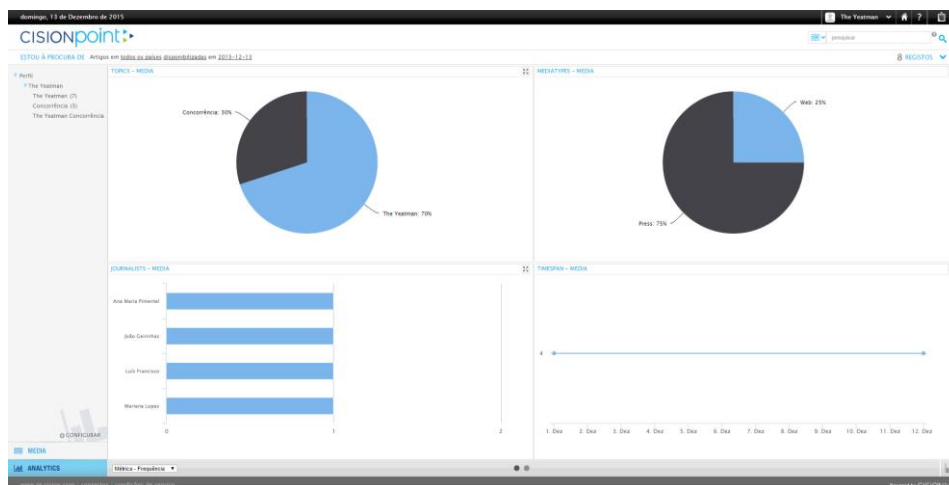 domingo, 13 de Dezembro de 2015
The Yeatman
?
CISIONpoint
pesquisar
ESTOU À PROCURA DE Artigos em todos os países disponibilizadas em 2015-12-13
8 REGISTOS
Perfil
The Yeatman
The Yeatman (7)
Concorrência (3)
The Yeatman Concorrência
CONFIGURAR
MEDIA
ANALYTICS
TOPICS - MEDIA
Concorrência: 30%
The Yeatman: 70%
MEDIATYPES - MEDIA
Web: 25%
Press: 75%
JOURNALISTS - MEDIA
Ana Maria Pimentel
João
Luís Francisco
Mariana Lopes
0 1 2
TIMESPAN - MEDIA
4
1. Dez 2. Dez 3. Dez 4. Dez 5. Dez 6. Dez 7. Dez 8. Dez 9. Dez 10. Dez 11. Dez 12. Dez
Métrica - Frequência